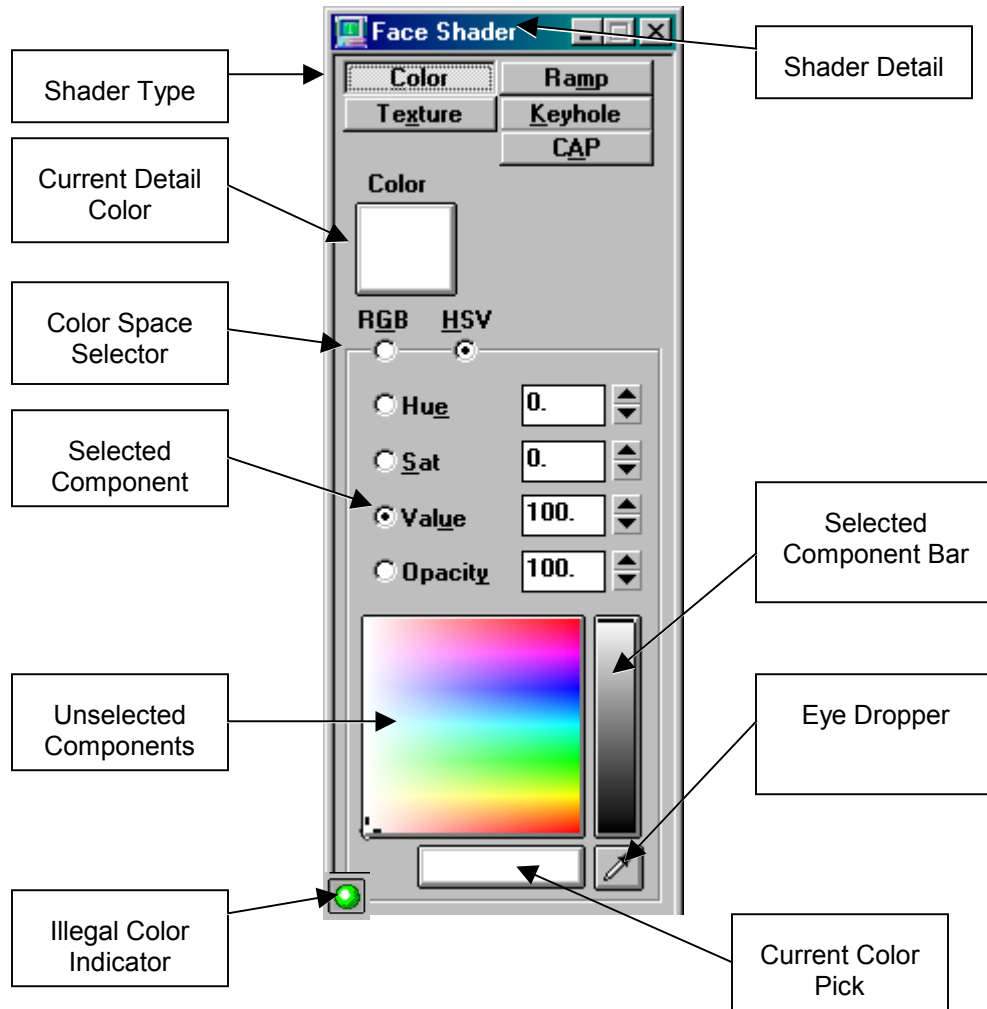 Face Shader
Shader Type
Shader Detail
Color
Ramp
Texture
Keyhole
CAP
Current Detail
Color
Color
Color Space
Selector
RGB HSV
Hue 0.
Sat 0.
Selected
Component
Value 100.
Opacity 100.
Selected
Component Bar
Unselected
Components
Eye Dropper
Illegal Color
Indicator
Current Color
Pick